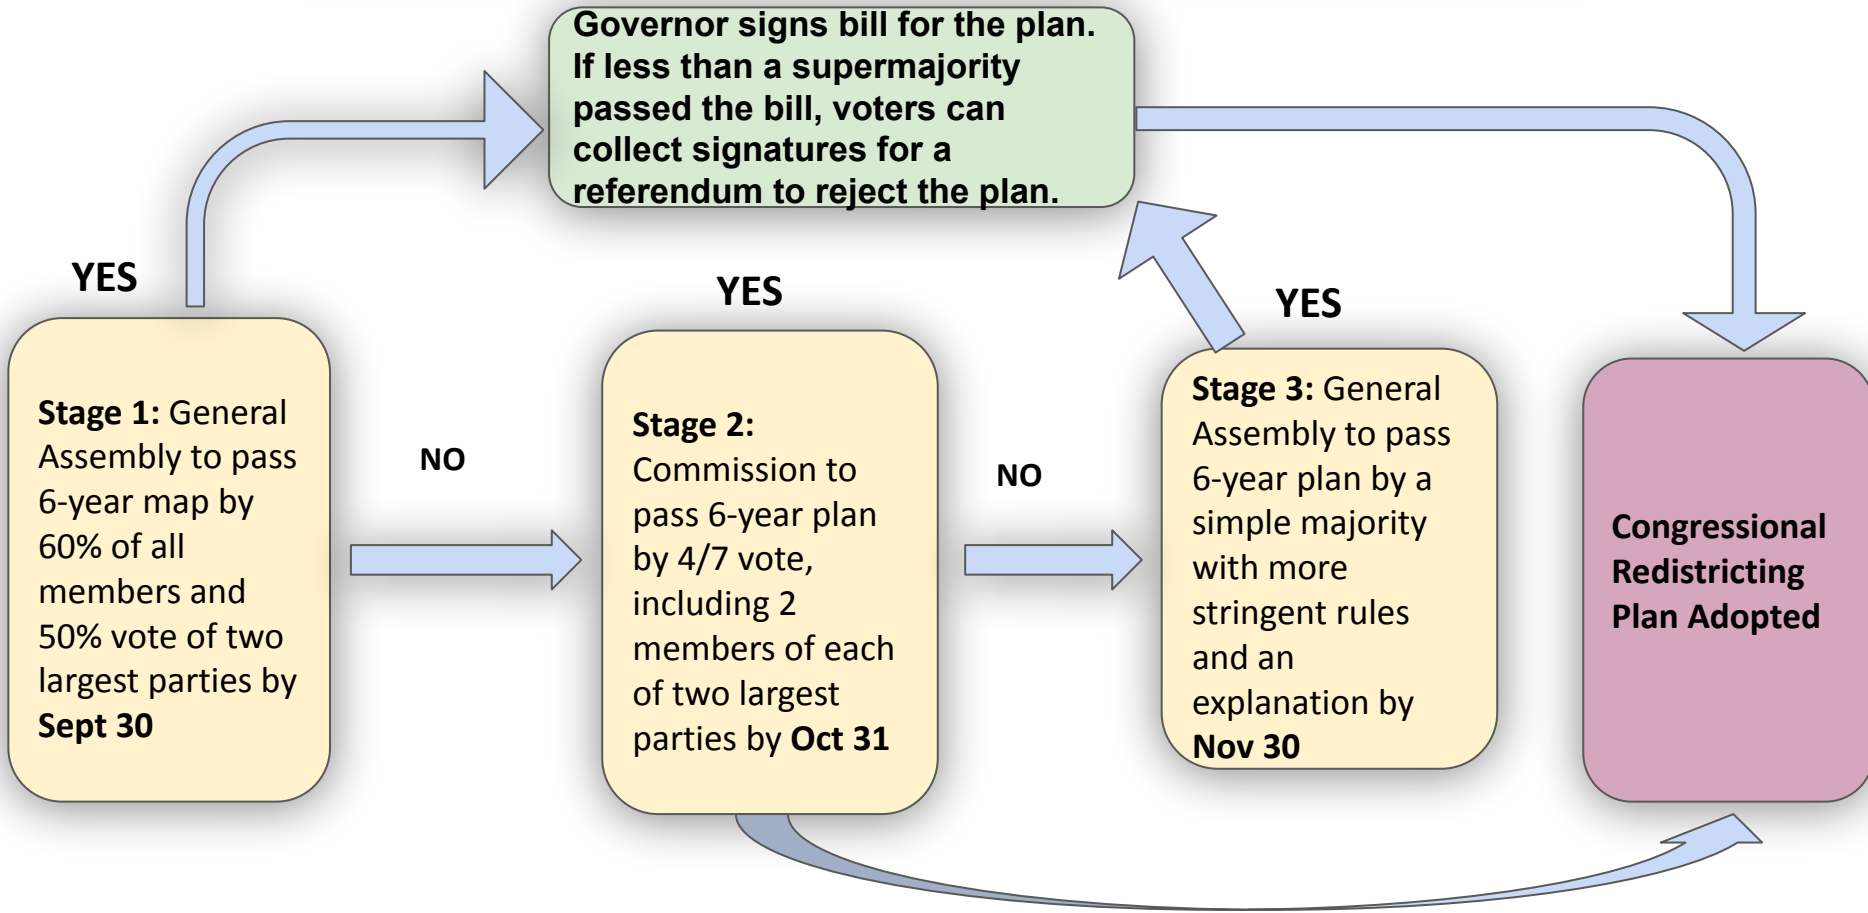 Governor signs bill for the plan.
If less than a supermajority
passed the bill, voters can
collect signatures for a
referendum to reject the plan.
YES
Stage 1: General
Assembly to pass
6-year map by
60% of all
members and
50% vote of two
largest parties by
Sept 30
NO
YES
Stage 2:
Commission to
pass 6-year plan
by 4/7 vote,
including 2
members of each
of two largest
parties by Oct 31
NO
YES
Stage 3: General
Assembly to pass
6-year plan by a
simple majority
with more
stringent rules
and an
explanation by
Nov 30
Congressional
Redistricting
Plan Adopted